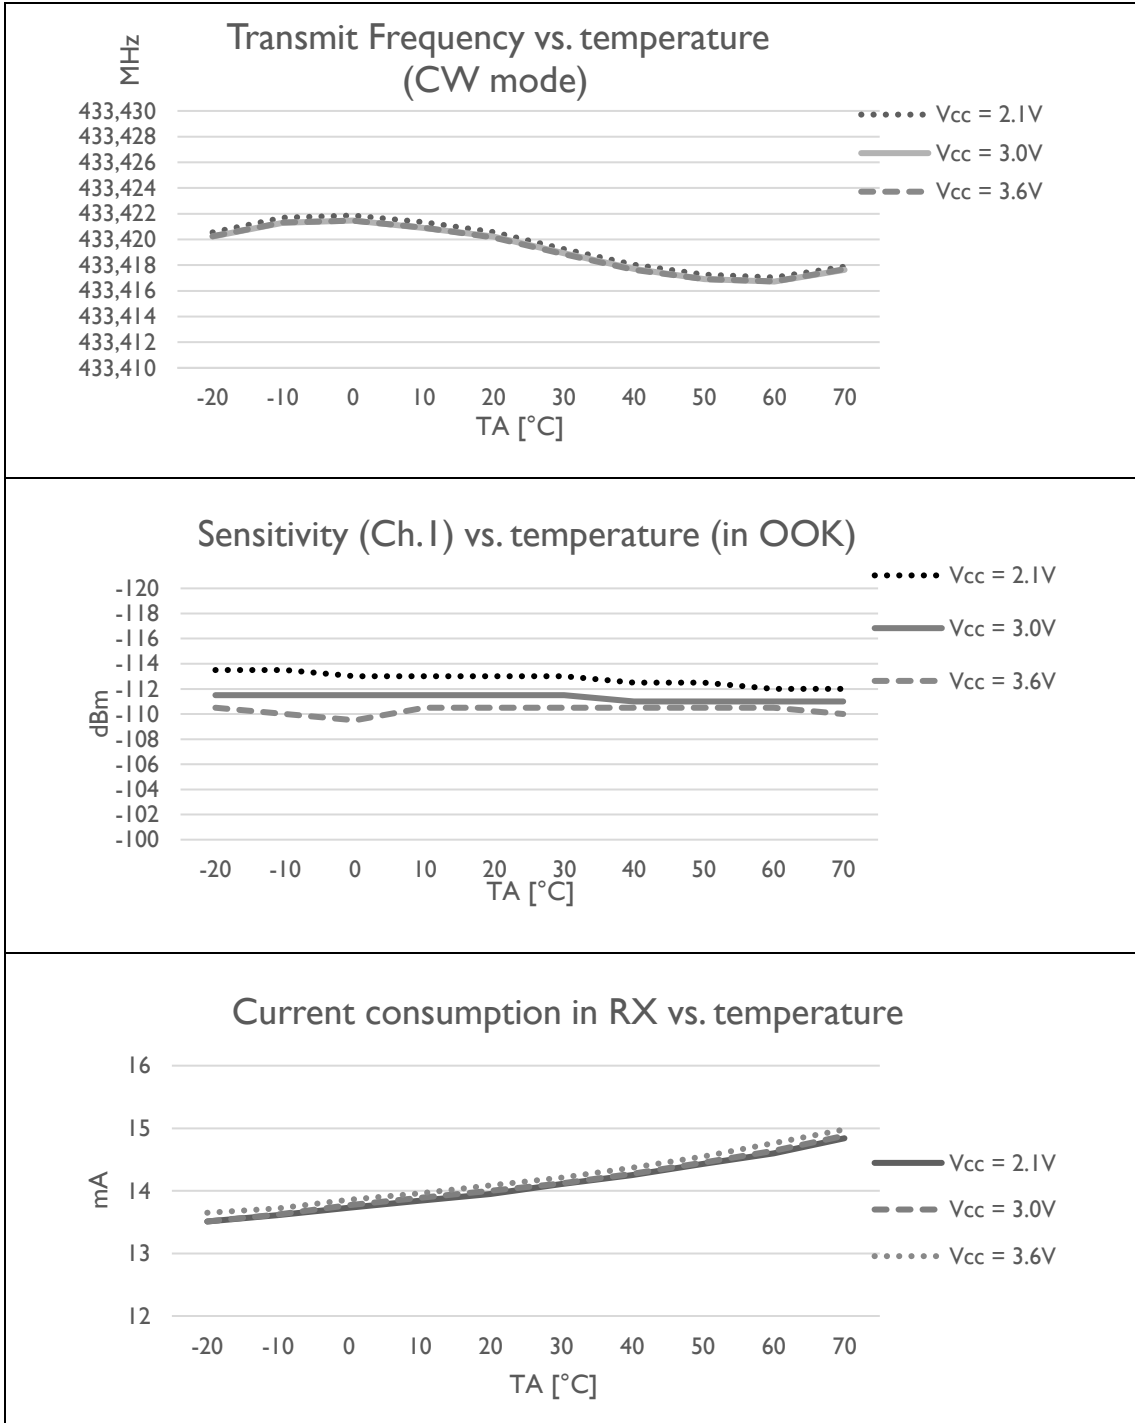 Transmit Frequency vs. temperature
(CW mode)
MHz
433,430
433,428
433,426
433,424
433,422
433,420
433,418
433,416
433,414
433,412
433,410
-20 -10 0 10 20 30 40 50 60 70
TA [°C]
Vcc = 2.1V
Vcc = 3.0V
Vcc = 3.6V
Sensitivity (Ch.1) vs. temperature (in OOK)
dBm
-120
-118
-116
-114
-112
-110
-108
-106
-104
-102
-100
-20 -10 0 10 20 30 40 50 60 70
TA [°C]
Vcc = 2.1V
Vcc = 3.0V
Vcc = 3.6V
Current consumption in RX vs. temperature
mA
16
15
14
13
12
-20 -10 0 10 20 30 40 50 60 70
TA [°C]
Vcc = 2.1V
Vcc = 3.0V
Vcc = 3.6V